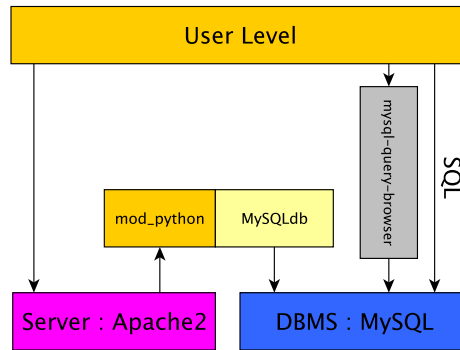 User Level
mysql-query-browser
SQL
mod_python
MySQLdb
Server : Apache2
DBMS : MySQL